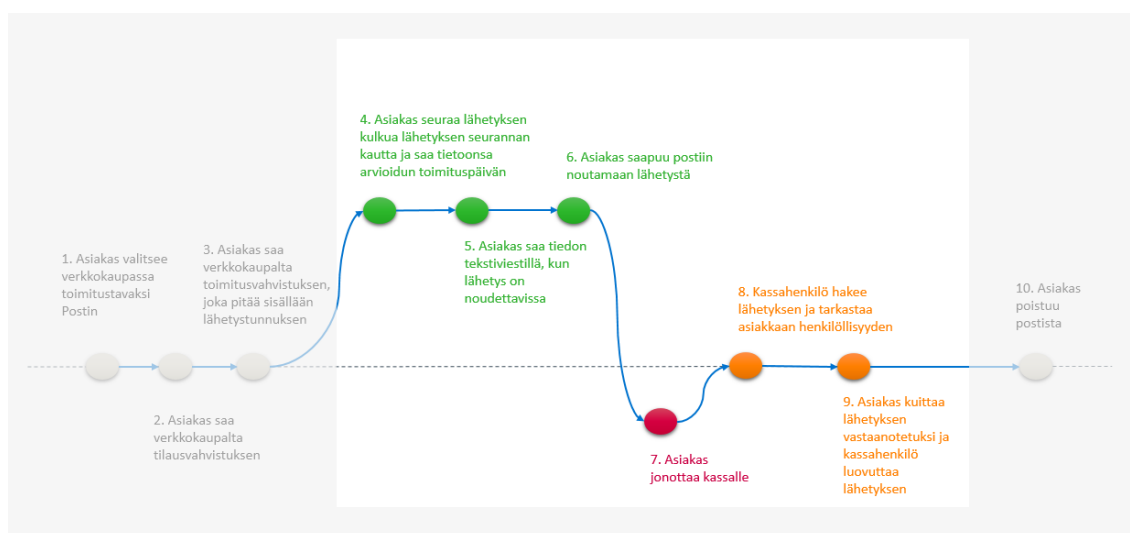 1. Asiakas valitsee
verkkokaupassa
toimitustavaksi
Postin
2. Asiakas saa
verkkokaupalta
tilausvahvistuksen
3. Asiakas saa
verkkokaupalta
toimitusvahvistuksen,
joka pitää sisällään
lähetystunnuksen
4. Asiakas seuraa lähetyksen
kulkua lähetyksen seurannan
kautta ja saa tietoonsa
arvioidun toimituspäivän
5. Asiakas saa tiedon
tekstiviestillä, kun
lähetys on
noudettavissa
6. Asiakas saapuu postiin
noutamaan lähetystä
7. Asiakas
jonottaa kassalle
8. Kassahenkilö hakee
lähetyksen ja tarkastaa
asiakkaan henkilöllisyyden
9. Asiakas kuittaa
lähetyksen
vastaanotetuksi ja
kassahenkilö
luovuttaa
lähetyksen
10. Asiakas
poistuu
postista